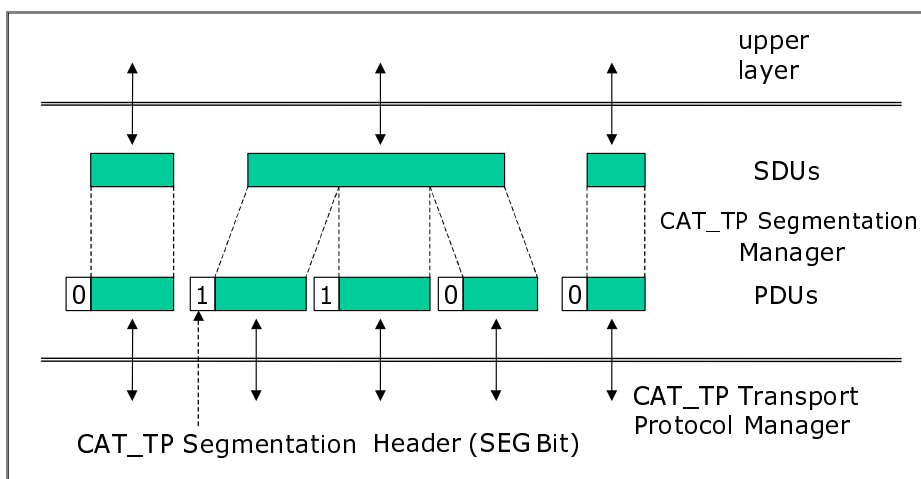 upper
layer
SDUs
CAT_TP Segmentation
Manager
0
1
1
0
0
PDUs
CAT_TP Transport
Protocol Manager
CAT_TP Segmentation Header (SEG Bit)